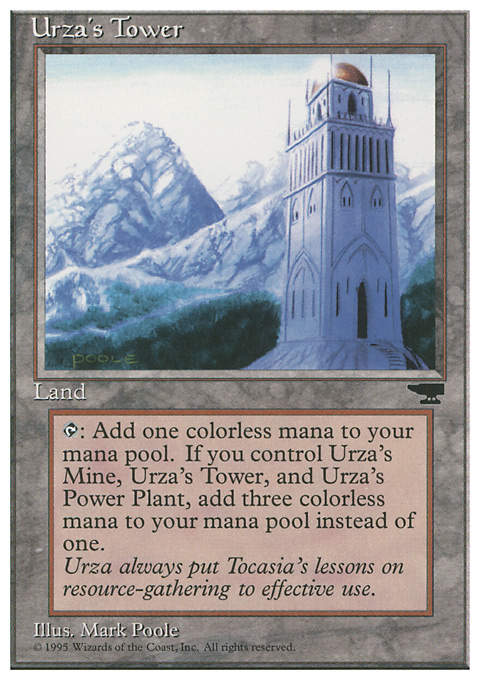 Urza's Tower
POOLE
Land
: Add one colorless mana to your
mana pool. If you control Urza's
Mine, Urza's Tower, and Urza's
Power Plant, add three colorless
mana to your mana pool instead of
one.
Urza always put Tocasia's lessons on
resource-gathering to effective use.
Illus. Mark Poole
© 1995 Wizards of the Coast, Inc. All rights reserved.